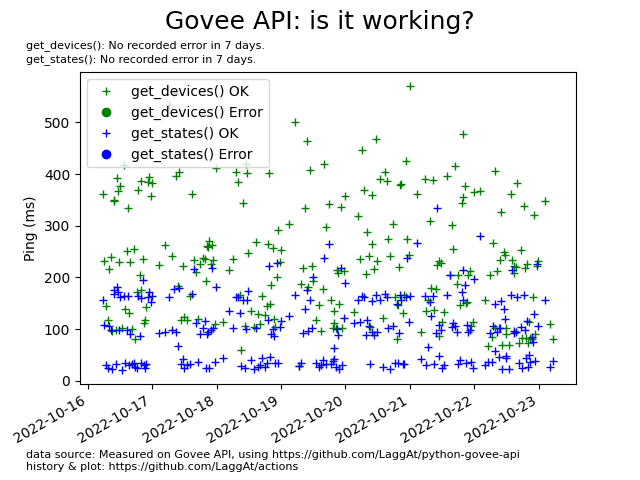 Govee API: is it working?
get_devices(): No recorded error in 7 days.
get_states(): No recorded error in 7 days.
get_devices() OK
get_devices() Error
get_states() OK
get_states() Error
Ping (ms)
500
400
300
200
100
0
2022-10-16
2022-10-17
2022-10-18
2022-10-19
2022-10-20
2022-10-21
2022-10-22
2022-10-23
data source: Measured on Govee API, using https://github.com/LaggAt/python-govee-api
history & plot: https://github.com/LaggAt/actions